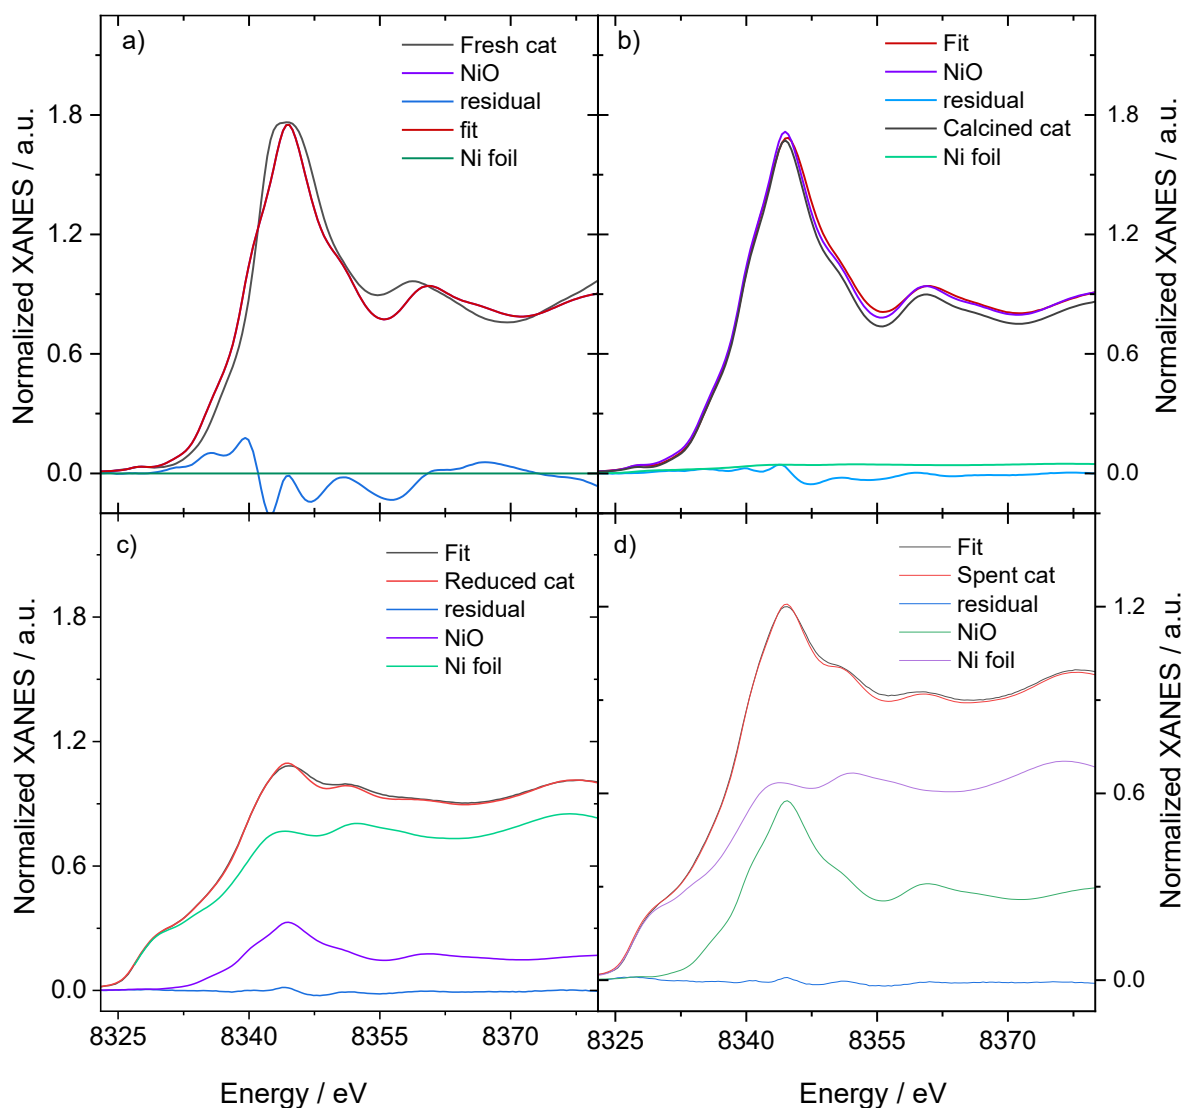 a)
Fresh cat
NiO
residual
fit
Ni foil
b)
Fit
NiO
residual
Calcined cat
Ni foil
1.8
1.2
0.6
0.0
Normalized XANES / a.u.
1.8
1.2
0.6
0.0
Normalized XANES / a.u.
c)
Fit
Reduced cat
residual
NiO
Ni foil
d)
Fit
Spent cat
residual
NiO
Ni foil
1.8
1.2
0.6
0.0
Normalized XANES / a.u.
1.2
0.6
0.0
Normalized XANES / a.u.
8325 8340 8355 8370
8325 8340 8355 8370
Energy / eV
Energy / eV